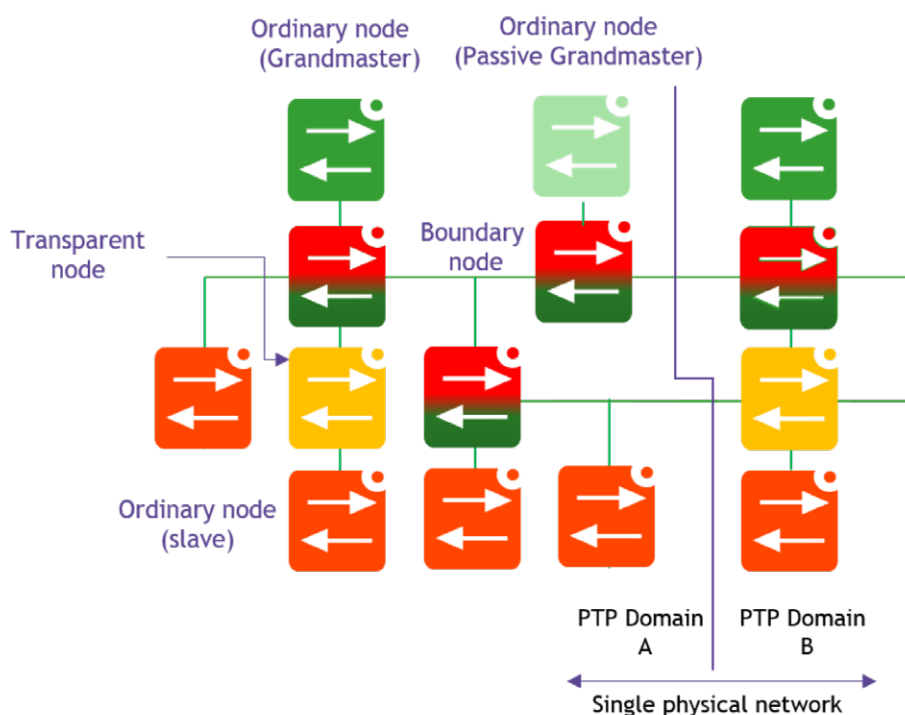 Ordinary node
(Grandmaster)
Ordinary node
(Passive Grandmaster)
Transparent
node
Boundary
node
Ordinary node
(slave)
PTP Domain
A
PTP Domain
B
Single physical network